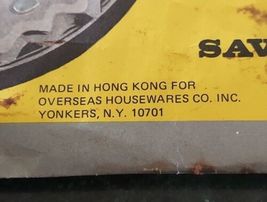 SAV
MADE IN HONG KONG FOR
OVERSEAS HOUSEWARES CO. INC.
YONKERS, N.Y. 10701